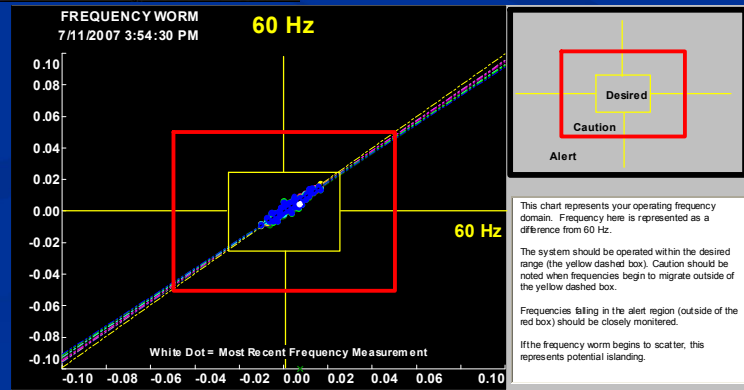 FREQUENCY WORM
7/11/2007 3:54:30 PM
60 Hz
0.10
0.08
0.06
0.04
0.02
0.00
-0.02
-0.04
-0.06
-0.08
-0.10
60 Hz
White Dot = Most Recent Frequency Measurement
-0.10 -0.08 -0.06 -0.04 -0.02 0.00 0.02 0.04 0.06 0.10
Desired
Caution
Alert
This chart represents your operating frequency
domain. Frequency here is represented as a
difference from 60 Hz.
The system should be operated within the desired
range (the yellow dashed box). Caution should be
noted when frequencies begin to migrate outside of
the yellow dashed box.
Frequencies falling in the alert region (outside of the
red box) should be closely monitered.
If the frequency worm begins to scatter, this
represents potential islanding.